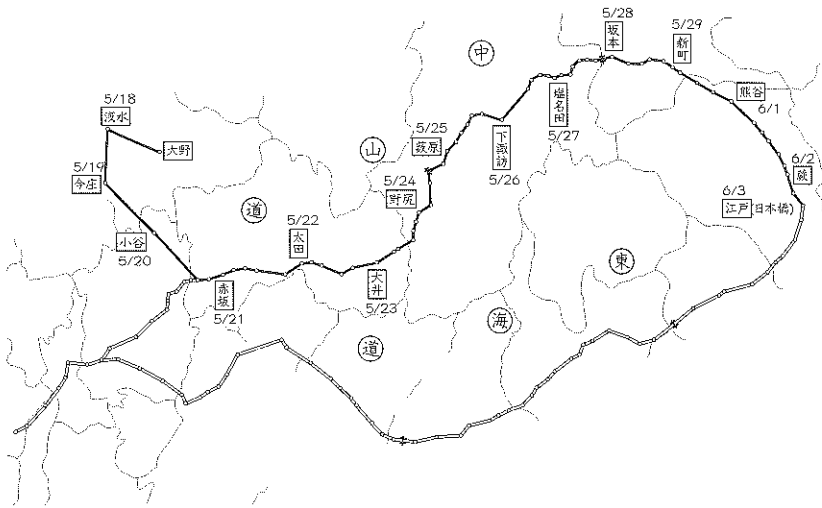 5/18
浅水
大野
5/19
今庄
小谷
5/20
赤坂
5/21
5/22
太田
大井
5/23
5/24
野尻
5/25
薮原
下諏訪
5/26
塩名田
5/27
5/28
坂本
5/29
新町
熊谷
6/1
6/2
蕨
6/3
江戸(日本橋)
中
山
道
東
海
道